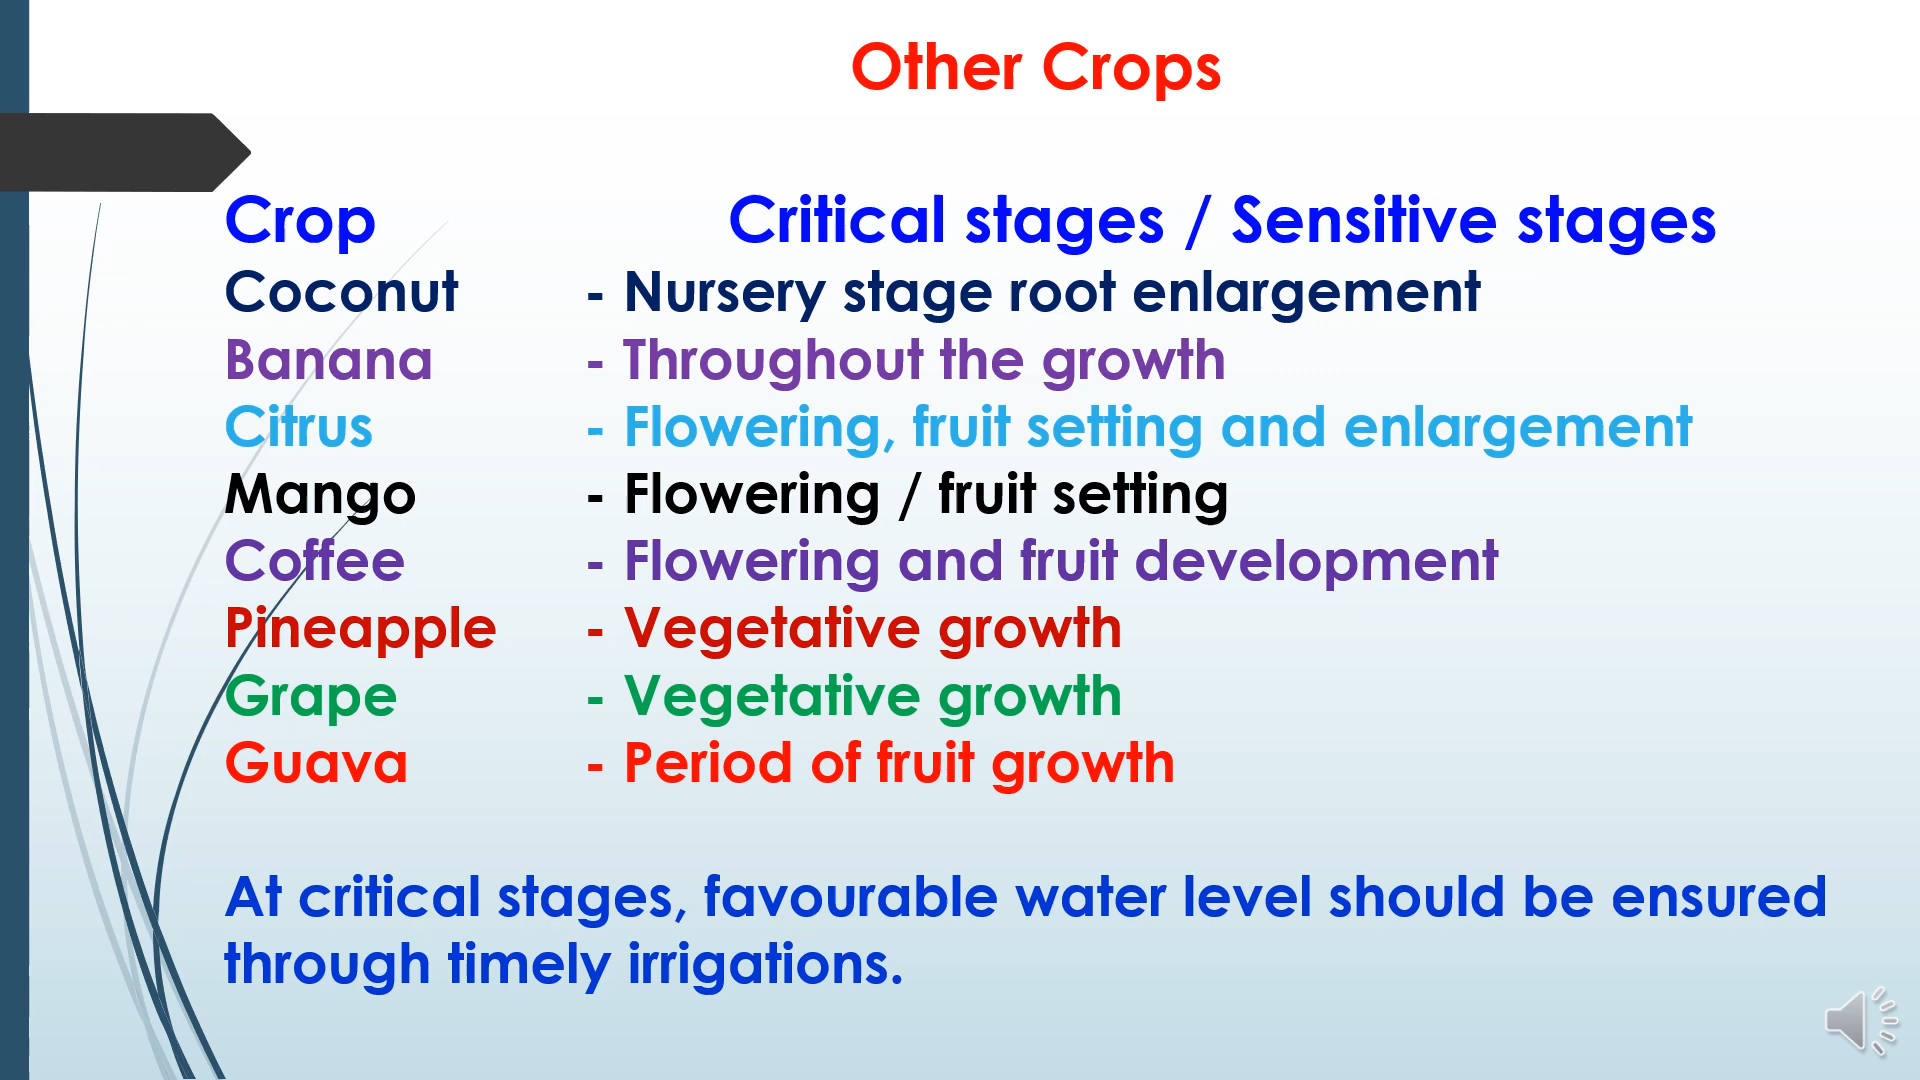 Other Crops
Crop Critical stages / Sensitive stages
Coconut - Nursery stage root enlargement
Banana - Throughout the growth
Citrus - Flowering, fruit setting and enlargement
Mango - Flowering / fruit setting
Coffee - Flowering and fruit development
Pineapple - Vegetative growth
Grape - Vegetative growth
Guava - Period of fruit growth
At critical stages, favourable water level should be ensured
through timely irrigations.